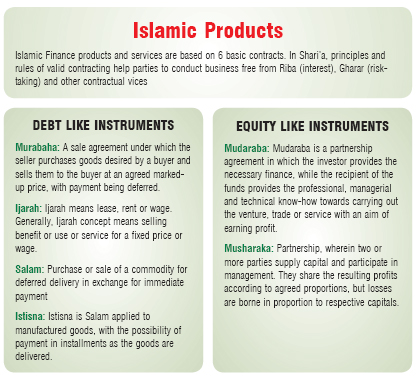 Islamic Products
Islamic Finance products and services are based on 6 basic contracts. In Shari'a, principles and
rules of valid contracting help parties to conduct business free from Riba (interest), Gharar (risk-
taking) and other contractual vices
DEBT LIKE INSTRUMENTS
Murabaha: A sale agreement under which the
seller purchases goods desired by a buyer and
sells them to the buyer at an agreed marked-
up price, with payment being deferred.
Ijarah: Ijarah means lease, rent or wage.
Generally, Ijarah concept means selling
benefit or use or service for a fixed price or
wage.
Salam: Purchase or sale of a commodity for
deferred delivery in exchange for immediate
payment
Istisna: Istisna is Salam applied to
manufactured goods, with the possibility of
payment in installments as the goods are
delivered.
EQUITY LIKE INSTRUMENTS
Mudaraba: Mudaraba is a partnership
agreement in which the investor provides the
necessary finance, while the recipient of the
funds provides the professional, managerial
and technical know-how towards carrying out
the venture, trade or service with an aim of
earning profit.
Musharaka: Partnership, wherein two or
more parties supply capital and participate in
management. They share the resulting profits
according to agreed proportions, but losses
are borne in proportion to respective capitals.